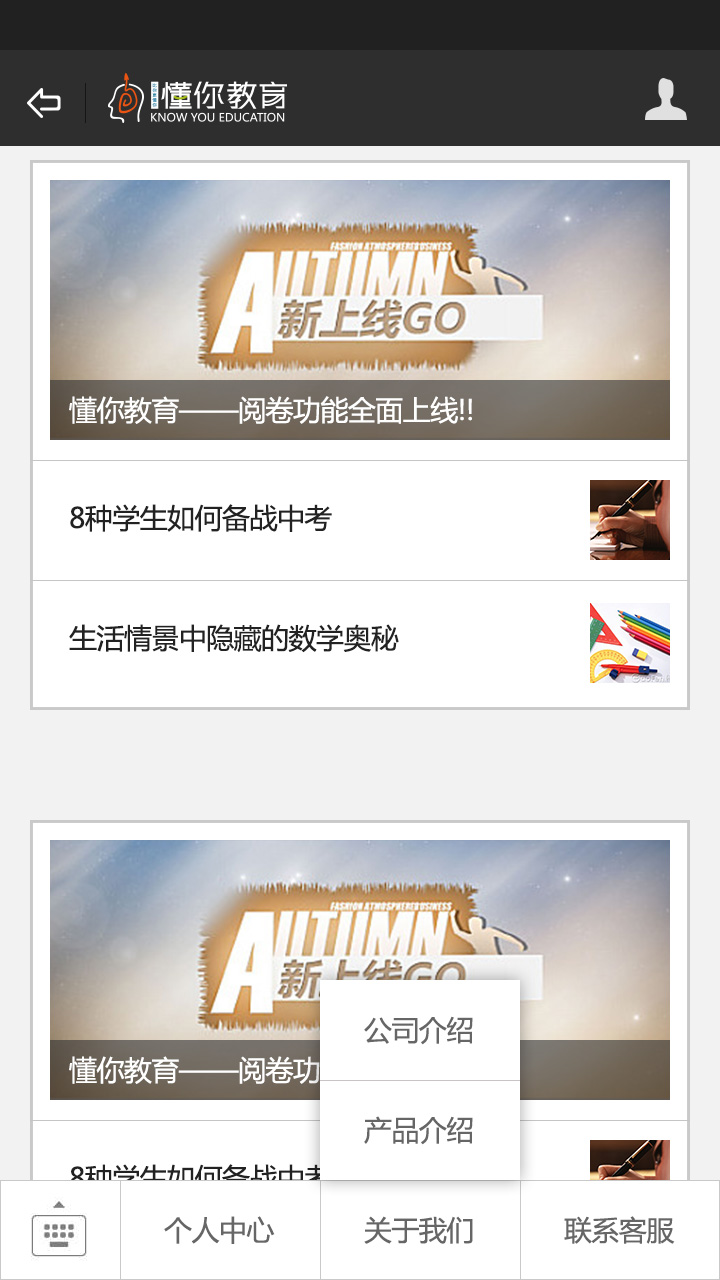 懂你教育
KNOW YOU EDUCATION
FASHION ATMOSPHEREBUSINESS
AUTUMN
新上线GO
懂你教育——阅卷功能全面上线!!
8种学生如何备战中考
生活情景中隐藏的数学奥秘
FASHION ATMOSPHEREBUSINESS
AUTUMN
新上线GO
公司介绍
懂你教育——阅卷功
产品介绍
8种学生如何备战中考
个人中心
关于我们
联系客服